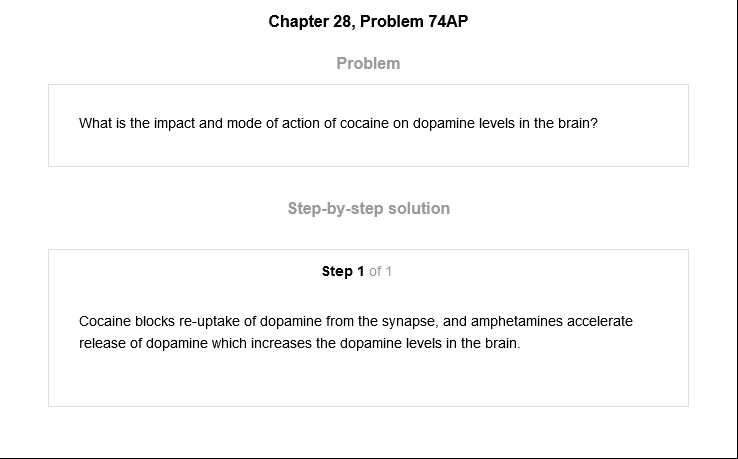 Chapter 28, Problem 74AP
Problem
What is the impact and mode of action of cocaine on dopamine levels in the brain?
Step-by-step solution
Step 1 of 1
Cocaine blocks re-uptake of dopamine from the synapse, and amphetamines accelerate
release of dopamine which increases the dopamine levels in the brain.